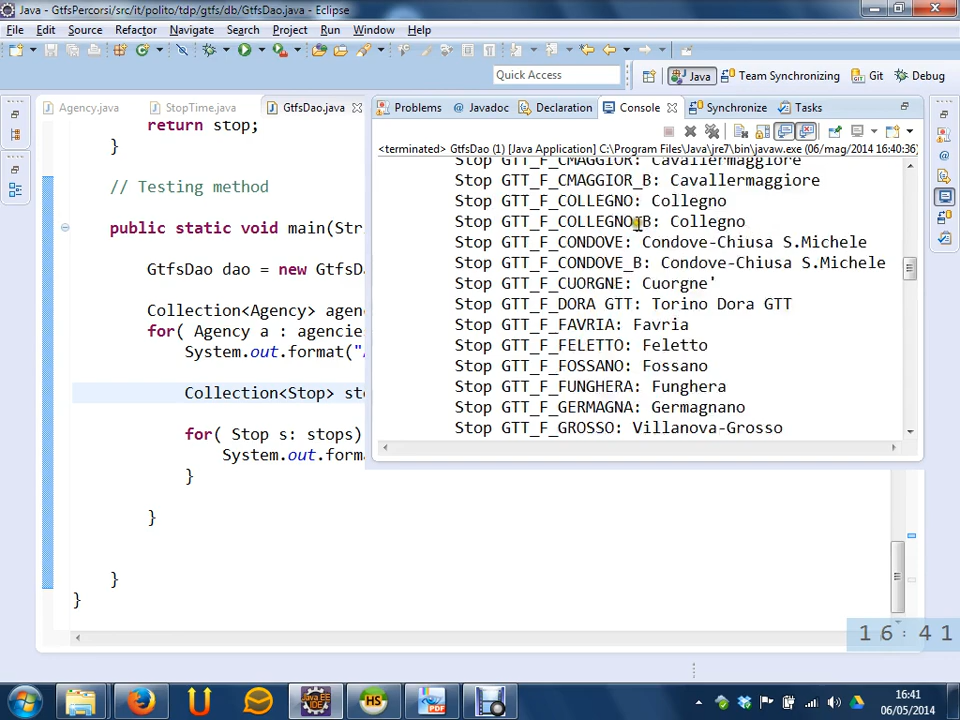 Java - GtfsPercorsi/src/it/polito/tdp/gtfs/db/GtfsDao.java - Eclipse
File Edit Source Refactor Navigate Search Project Run Window Help
Quick Access
Java Team Synchronizing Git Debug
Agency.java StopTime.java GtfsDao.java
Problems Javadoc Declaration Console Synchronize Tasks
<terminated> GtfsDao (1) [Java Application] C:\Program Files\Java\jre7\bin\javaw.exe (06/mag/2014 16:40:36)
return stop;
}
// Testing method
public static void main(Str
GtfsDao dao = new GtfsD
Collection<Agency> agen
for( Agency a : agencie
System.out.format("
Collection<Stop> sto
for( Stop s: stops)
System.out.forma
}
}
}
}
Stop GTT_F_CMAGGIOR: Cavallermaggiore
Stop GTT_F_CMAGGIOR_B: Cavallermaggiore
Stop GTT_F_COLLEGNO: Collegno
Stop GTT_F_COLLEGNO_B: Collegno
Stop GTT_F_CONDOVE: Condove-Chiusa S.Michele
Stop GTT_F_CONDOVE_B: Condove-Chiusa S.Michele
Stop GTT_F_CUORGNE: Cuorgne'
Stop GTT_F_DORA GTT: Torino Dora GTT
Stop GTT_F_FAVRIA: Favria
Stop GTT_F_FELETTO: Feletto
Stop GTT_F_FOSSANO: Fossano
Stop GTT_F_FUNGHERA: Funghera
Stop GTT_F_GERMAGNA: Germagnano
Stop GTT_F_GROSSO: Villanova-Grosso
16:41
16:41
06/05/2014